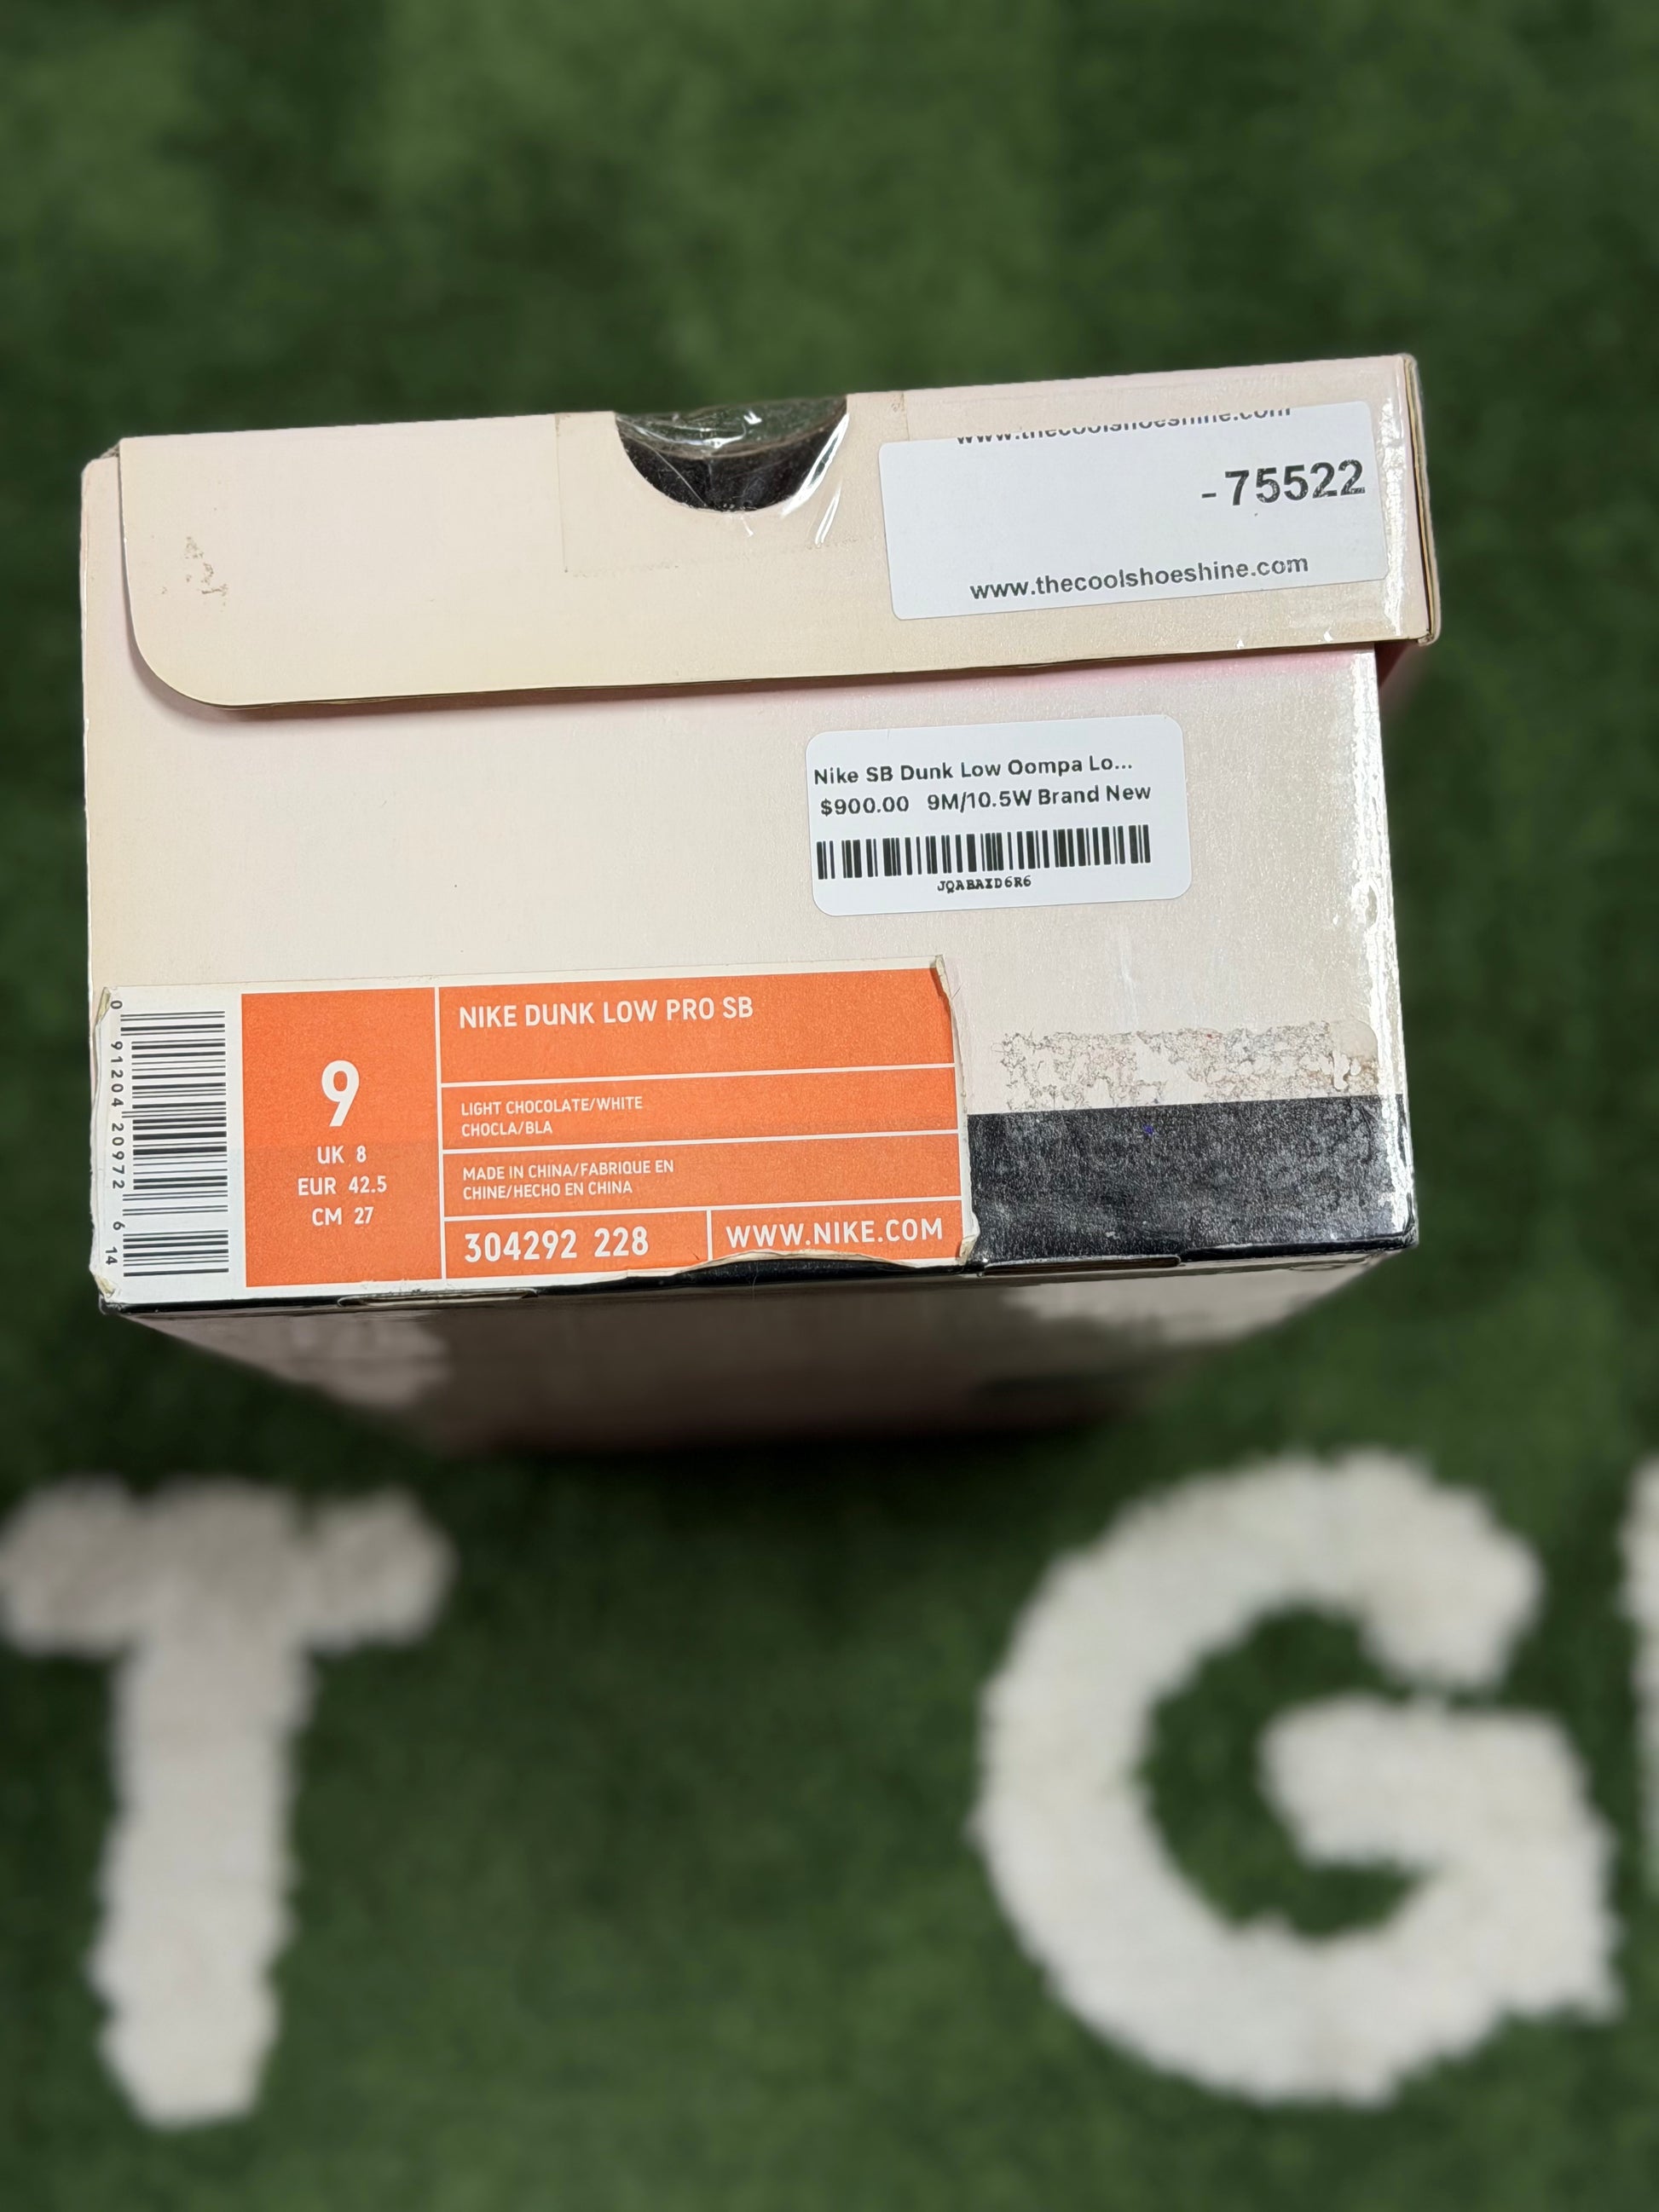 www.thecoolshoeshine.com
-75522
www.thecoolshoeshine.com
Nike SB Dunk Low Oompa Lo...
$900.00 9M/10.5W Brand New
JQABAXD6R6
NIKE DUNK LOW PRO SB
9
UK 8
EUR 42.5
CM 27
LIGHT CHOCOLATE/WHITE
CHOCLA/BLA
MADE IN CHINA/FABRIQUE EN
CHINE/HECHO EN CHINA
304292 228
WWW.NIKE.COM
0 91204 20972 6 14
T G